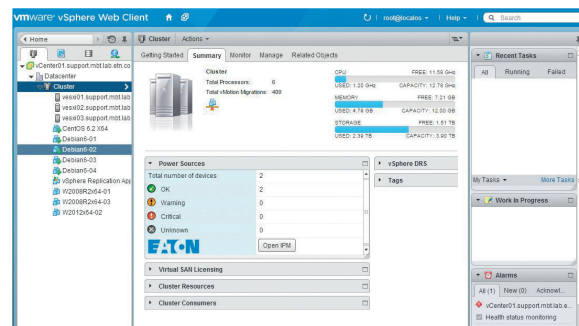 vmware® vSphere Web Client
root@localos
Help
Search
Home
vCenter01.support.mbt.lab.etn.co
Datacenter
Cluster
vesxi01.support.mbt.lab
vesxi02.support.mbt.lab
vesxi03.support.mbt.lab
CentOS 6.2 X64
Debian6-01
Debian6-02
Debian6-03
Debian6-04
vSphere Replication App
W2008R2x64-01
W2008R2x64-03
W2012x64-02
Cluster Actions
Getting Started Summary Monitor Manage Related Objects
Cluster
Total Processors: 6
Total vMotion Migrations: 409
CPU FREE: 11.58 GHz
USED: 1.20 GHz CAPACITY: 12.78 GHz
MEMORY FREE: 7.21 GB
USED: 4.79 GB CAPACITY: 12.00 GB
STORAGE FREE: 1.51 TB
USED: 2.39 TB CAPACITY: 3.90 TB
Power Sources
Total number of devices 2
OK 2
Warning 0
Critical 0
Unknown 0
EATON
Open IPM
Virtual SAN Licensing
Cluster Resources
Cluster Consumers
vSphere DRS
Tags
Recent Tasks
All Running Failed
My Tasks More Tasks
Work In Progress
Alarms
All (1) New (0) Acknowl...
vCenter01.support.mbt.lab.e...
Health status monitoring